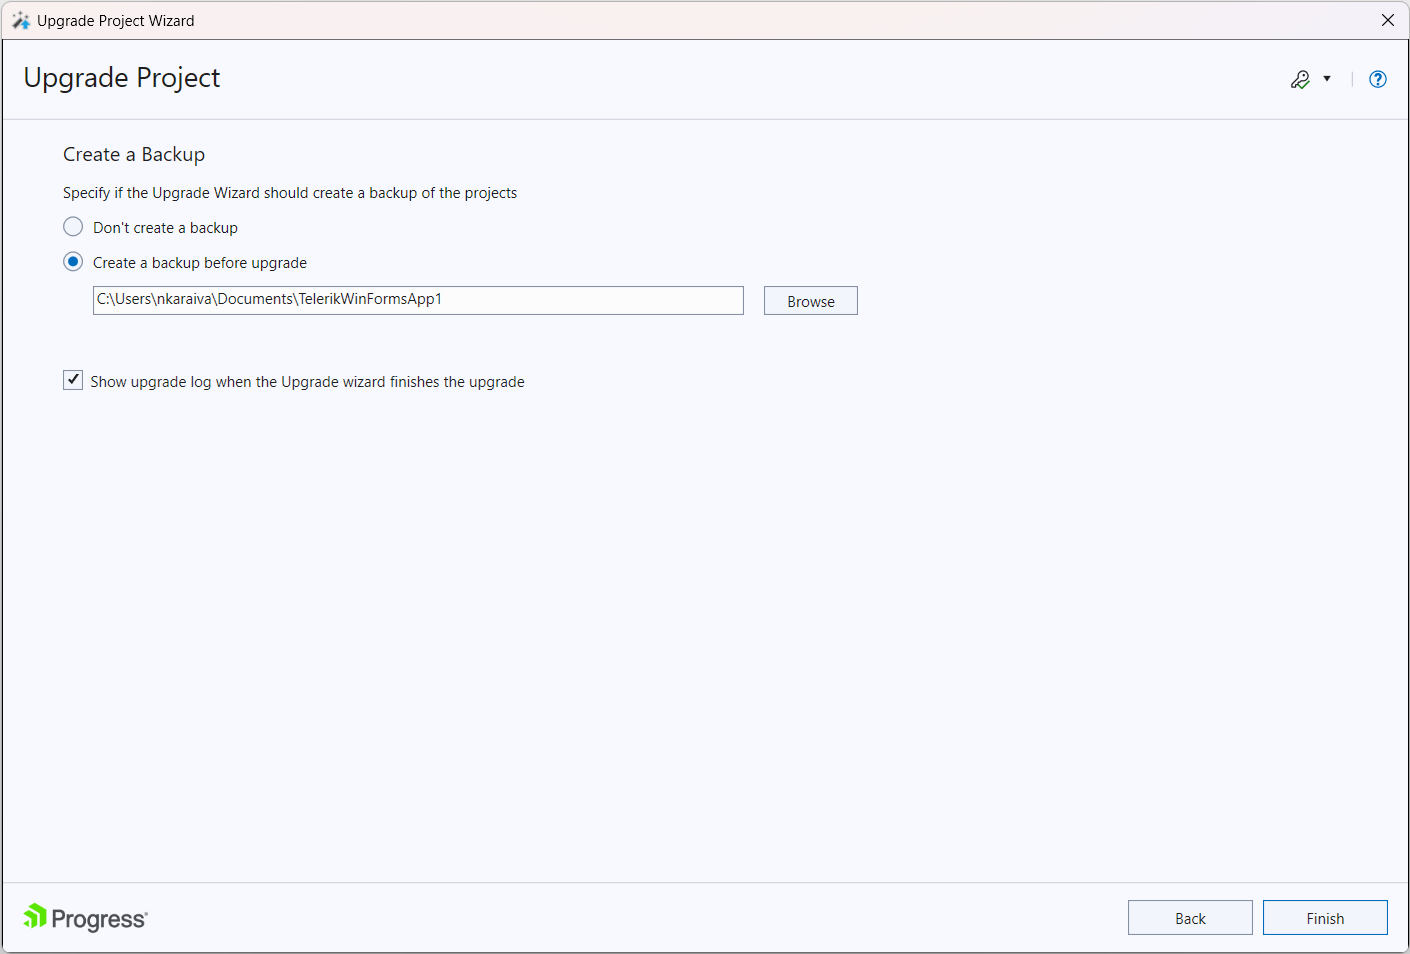 Upgrade Project Wizard
Upgrade Project
Create a Backup
Specify if the Upgrade Wizard should create a backup of the projects
Don't create a backup
Create a backup before upgrade
C:\Users\nkaraiva\Documents\TelerikWinFormsApp1
Browse
Show upgrade log when the Upgrade wizard finishes the upgrade
Progress®
Back
Finish